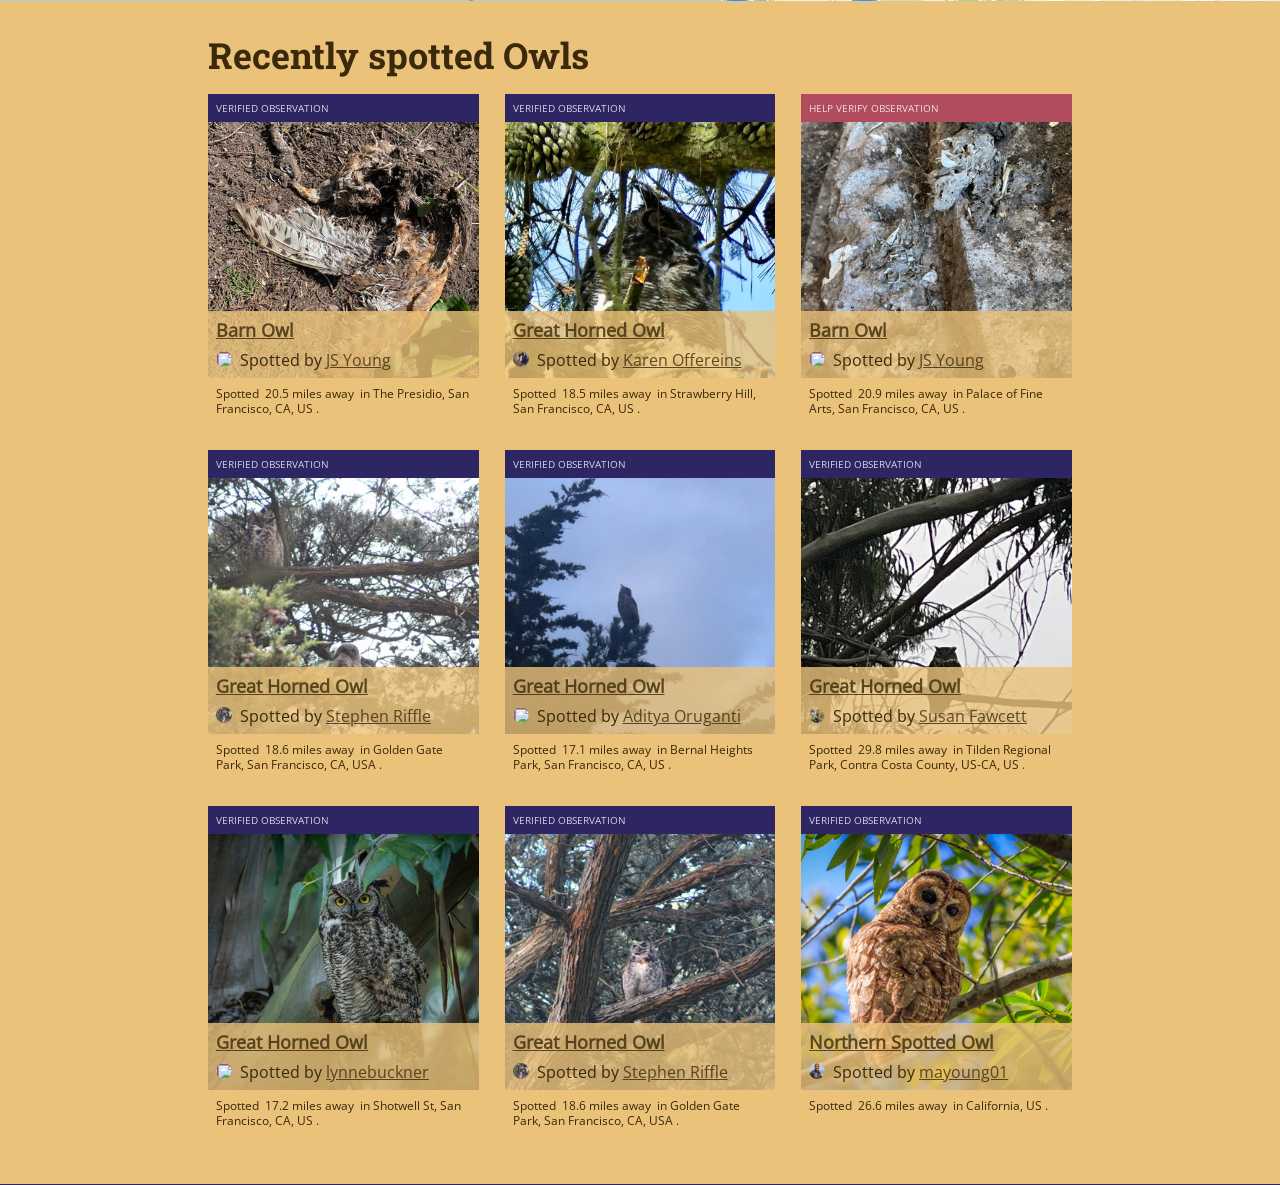 Recently spotted Owls
VERIFIED OBSERVATION
Barn Owl
Spotted by JS Young
Spotted 20.5 miles away in The Presidio, San
Francisco, CA, US .
VERIFIED OBSERVATION
Great Horned Owl
Spotted by Karen Offereins
Spotted 18.5 miles away in Strawberry Hill,
San Francisco, CA, US .
HELP VERIFY OBSERVATION
Barn Owl
Spotted by JS Young
Spotted 20.9 miles away in Palace of Fine
Arts, San Francisco, CA, US .
VERIFIED OBSERVATION
Great Horned Owl
Spotted by Stephen Riffle
Spotted 18.6 miles away in Golden Gate
Park, San Francisco, CA, USA .
VERIFIED OBSERVATION
Great Horned Owl
Spotted by Aditya Oruganti
Spotted 17.1 miles away in Bernal Heights
Park, San Francisco, CA, US .
VERIFIED OBSERVATION
Great Horned Owl
Spotted by Susan Fawcett
Spotted 29.8 miles away in Tilden Regional
Park, Contra Costa County, US-CA, US .
VERIFIED OBSERVATION
Great Horned Owl
Spotted by lynnebuckner
Spotted 17.2 miles away in Shotwell St, San
Francisco, CA, US .
VERIFIED OBSERVATION
Great Horned Owl
Spotted by Stephen Riffle
Spotted 18.6 miles away in Golden Gate
Park, San Francisco, CA, USA .
VERIFIED OBSERVATION
Northern Spotted Owl
Spotted by mayoung01
Spotted 26.6 miles away in California, US .